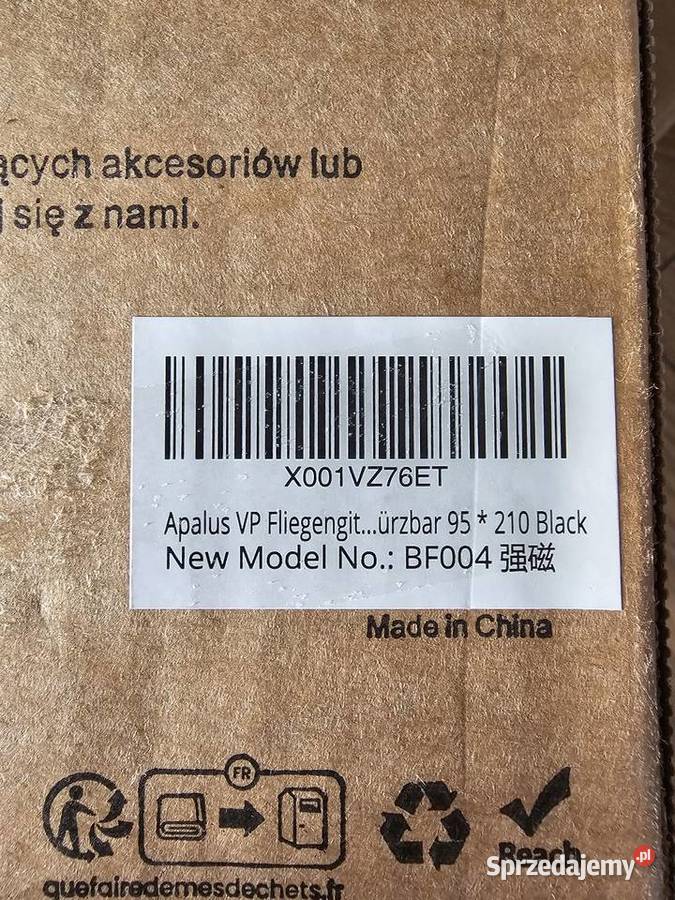 ących akcesoriów lub
j się z nami.
X001VZ76ET
Apalus VP Fliegengit...ürzbar 95 * 210 Black
New Model No.: BF004 强磁
Made in China
FR
Reach
Sprzedajemy.pl
quefairedemesdechets.fr